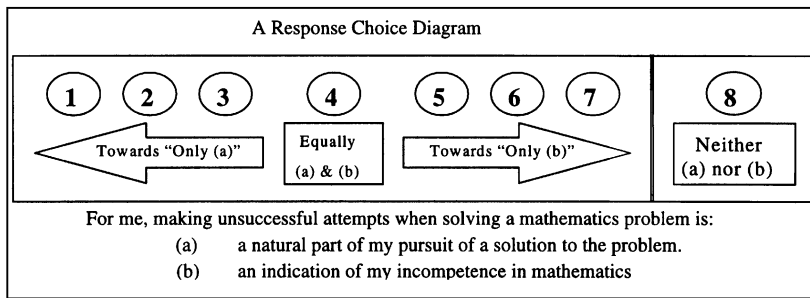 A Response Choice Diagram
1 2 3 4 5 6 7 8
Towards "Only (a)"
Equally
(a) & (b)
Towards "Only (b)"
Neither
(a) nor (b)
For me, making unsuccessful attempts when solving a mathematics problem is:
(a) a natural part of my pursuit of a solution to the problem.
(b) an indication of my incompetence in mathematics